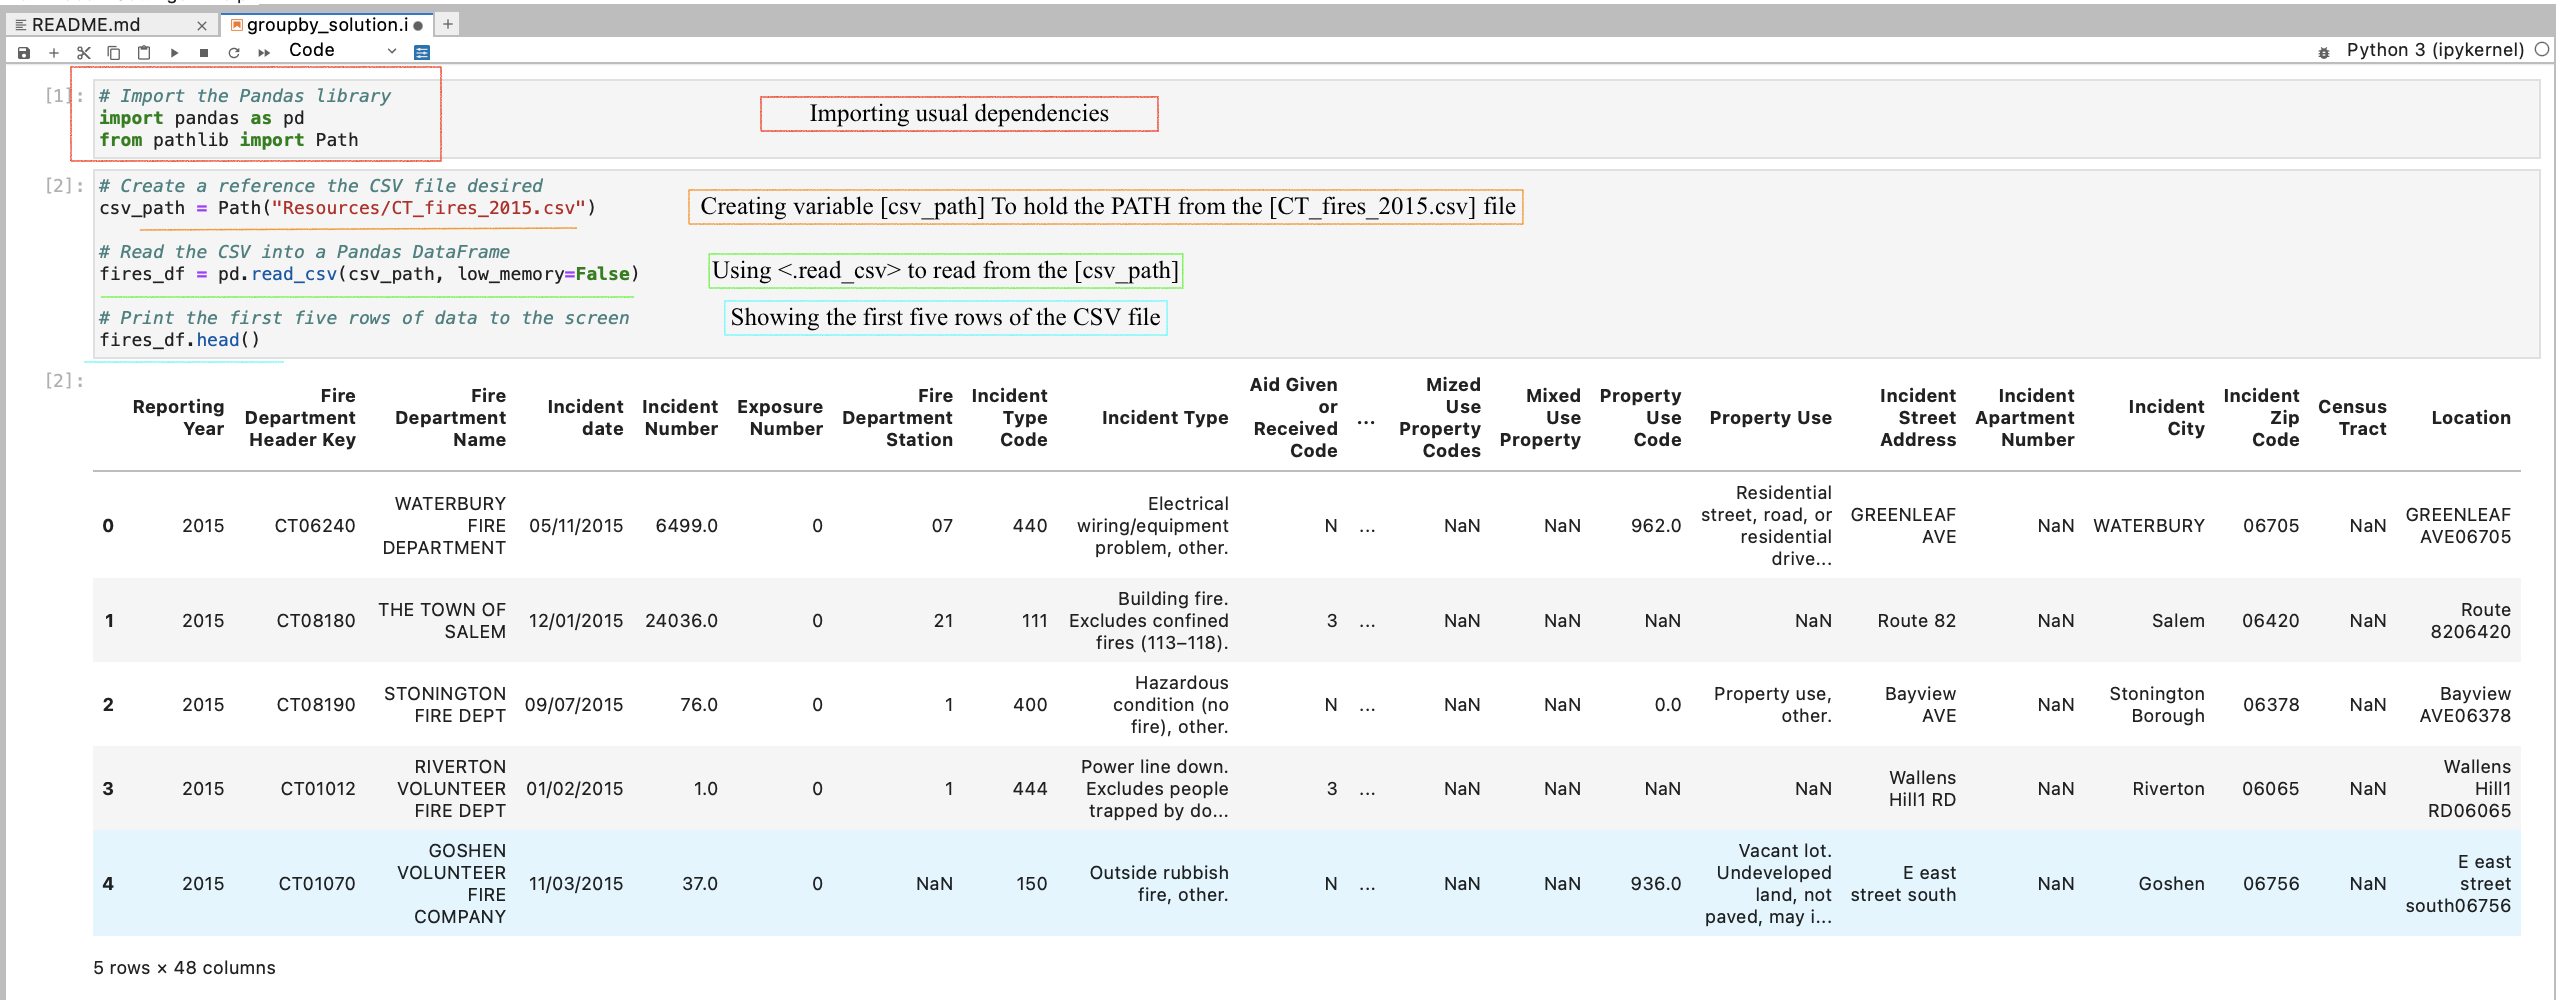 README.md
groupby_solution.i
Code
Python 3 (ipykernel)
[1]:
# Import the Pandas library
import pandas as pd
from pathlib import Path
Importing usual dependencies
[2]:
# Create a reference the CSV file desired
csv_path = Path("Resources/CT_fires_2015.csv")
Creating variable [csv_path] To hold the PATH from the [CT_fires_2015.csv] file
# Read the CSV into a Pandas DataFrame
fires_df = pd.read_csv(csv_path, low_memory=False)
Using <.read_csv> to read from the [csv_path]
# Print the first five rows of data to the screen
fires_df.head()
Showing the first five rows of the CSV file
[2]:
Reporting
Year
Fire
Department
Header Key
Fire
Department
Name
Incident
date
Incident
Number
Exposure
Number
Fire
Department
Station
Incident
Type
Code
Incident Type
Aid Given
or
Received
Code
...
Mized
Use
Property
Codes
Mixed
Use
Property
Property
Use
Code
Property Use
Incident
Street
Address
Incident
Apartment
Number
Incident
City
Incident
Zip
Code
Census
Tract
Location
0
2015
CT06240
WATERBURY
FIRE
DEPARTMENT
05/11/2015
6499.0
0
07
440
Electrical
wiring/equipment
problem, other.
N
...
NaN
NaN
962.0
Residential
street, road, or
residential
drive...
GREENLEAF
AVE
NaN
WATERBURY
06705
NaN
GREENLEAF
AVE06705
1
2015
CT08180
THE TOWN OF
SALEM
12/01/2015
24036.0
0
21
111
Building fire.
Excludes confined
fires (113–118).
3
...
NaN
NaN
NaN
NaN
Route 82
NaN
Salem
06420
NaN
Route
8206420
2
2015
CT08190
STONINGTON
FIRE DEPT
09/07/2015
76.0
0
1
400
Hazardous
condition (no
fire), other.
N
...
NaN
NaN
0.0
Property use,
other.
Bayview
AVE
NaN
Stonington
Borough
06378
NaN
Bayview
AVE06378
3
2015
CT01012
RIVERTON
VOLUNTEER
FIRE DEPT
01/02/2015
1.0
0
1
444
Power line down.
Excludes people
trapped by do...
3
...
NaN
NaN
NaN
NaN
Wallens
Hill1 RD
NaN
Riverton
06065
NaN
Wallens
Hill1
RD06065
4
2015
CT01070
GOSHEN
VOLUNTEER
FIRE
COMPANY
11/03/2015
37.0
0
NaN
150
Outside rubbish
fire, other.
N
...
NaN
NaN
936.0
Vacant lot.
Undeveloped
land, not
paved, may i...
E east
street south
NaN
Goshen
06756
NaN
E east
street
south06756
5 rows × 48 columns